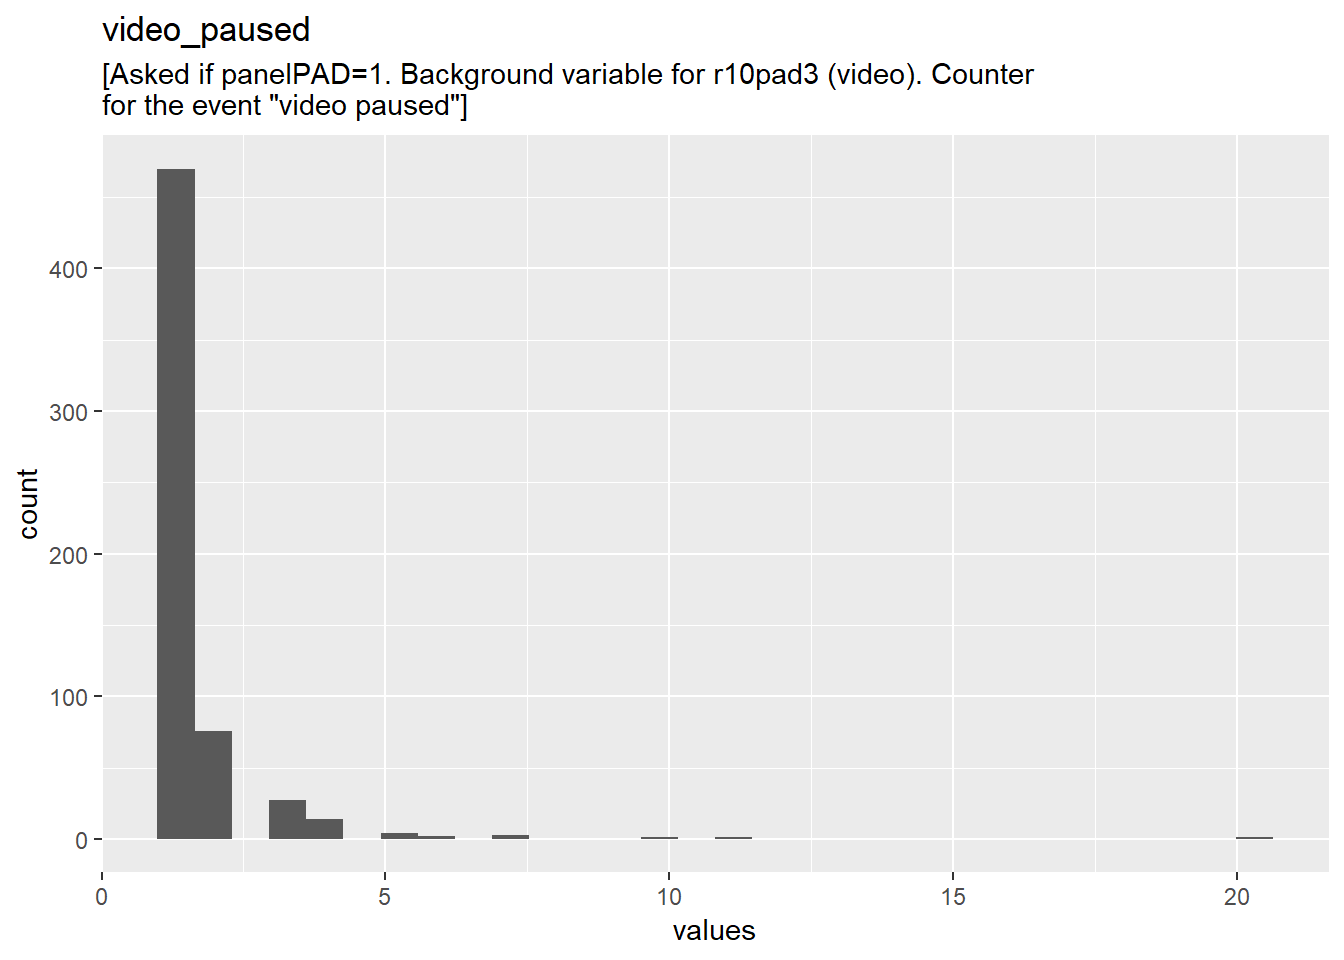 video_paused
[Asked if panelPAD=1. Background variable for r10pad3 (video). Counter
for the event "video paused"]
count
400
300
200
100
0
0
5
10
15
20
values